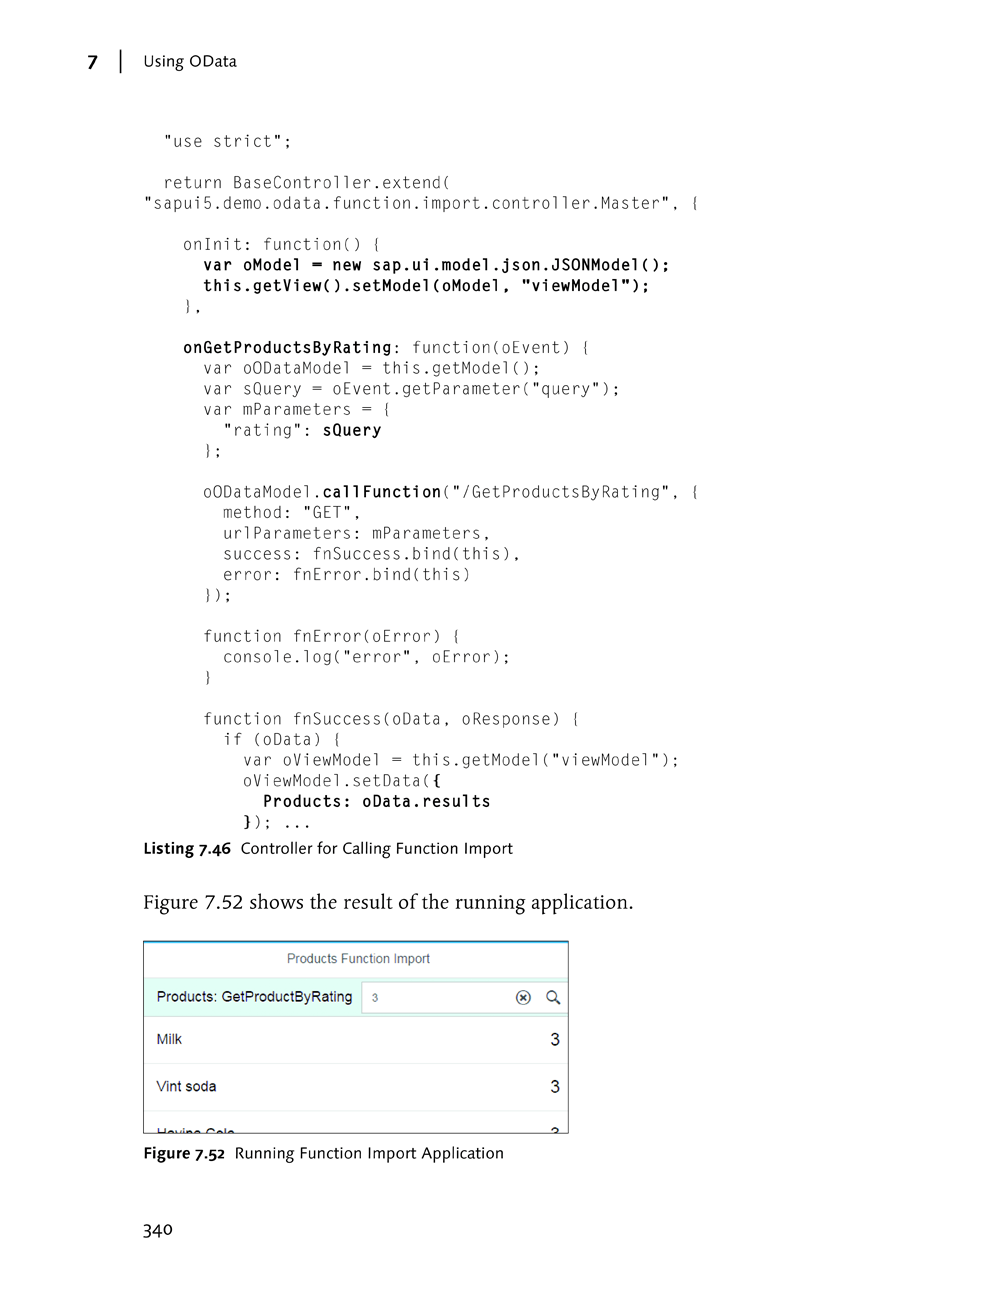 7 | Using OData
"use strict";
return BaseController.extend(
"sapui5.demo.odata.function.import.controller.Master", {
onInit: function() {
var oModel = new sap.ui.model.json.JSONModel();
this.getView().setModel(oModel, "viewModel");
},
onGetProductsByRating: function(oEvent) {
var oODataModel = this.getModel();
var sQuery = oEvent.getParameter("query");
var mParameters = {
"rating": sQuery
};
oODataModel.callFunction("/GetProductsByRating", {
method: "GET",
urlParameters: mParameters,
success: fnSuccess.bind(this),
error: fnError.bind(this)
});
function fnError(oError) {
console.log("error", oError);
}
function fnSuccess(oData, oResponse) {
if (oData) {
var oViewModel = this.getModel("viewModel");
oViewModel.setData({
Products: oData.results
}); ...
Listing 7.46 Controller for Calling Function Import
Figure 7.52 shows the result of the running application.
Products Function Import
Products: GetProductByRating 3
Milk 3
Vint soda 3
Figure 7.52 Running Function Import Application
340